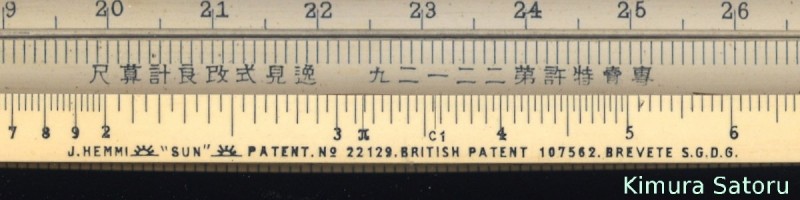 9 20 21 22 23 24 25 26
專賣特許第二二一二九 逸見式改良計算尺
7 8 9 2 3 π C1 4 5 6
J.HEMMI "SUN" PATENT. Nº 22129. BRITISH PATENT 107562. BREVETE S.G.D.G.
Kimura Satoru